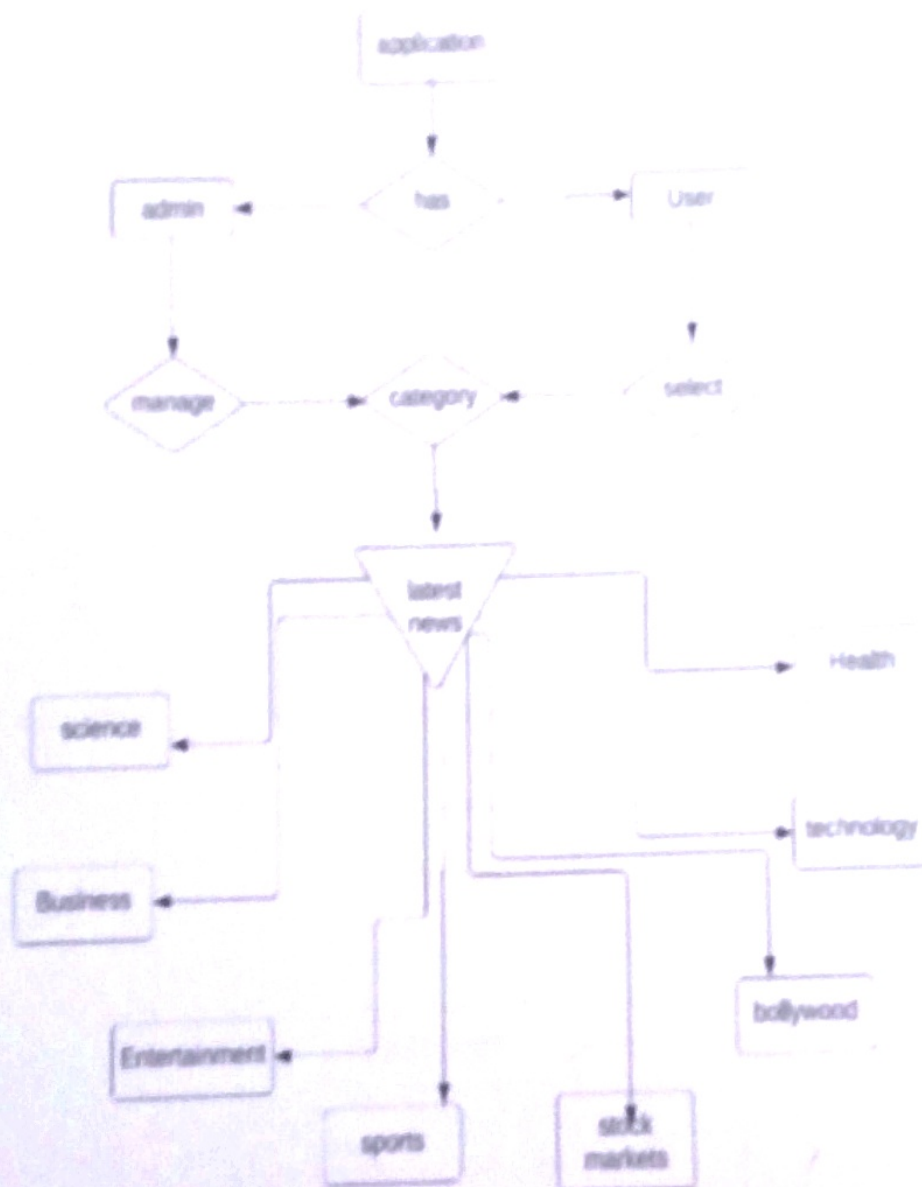 application
admin
has
User
manage
category
select
latest
news
Health
science
technology
Business
bollywood
Entertainment
sports
stock
markets